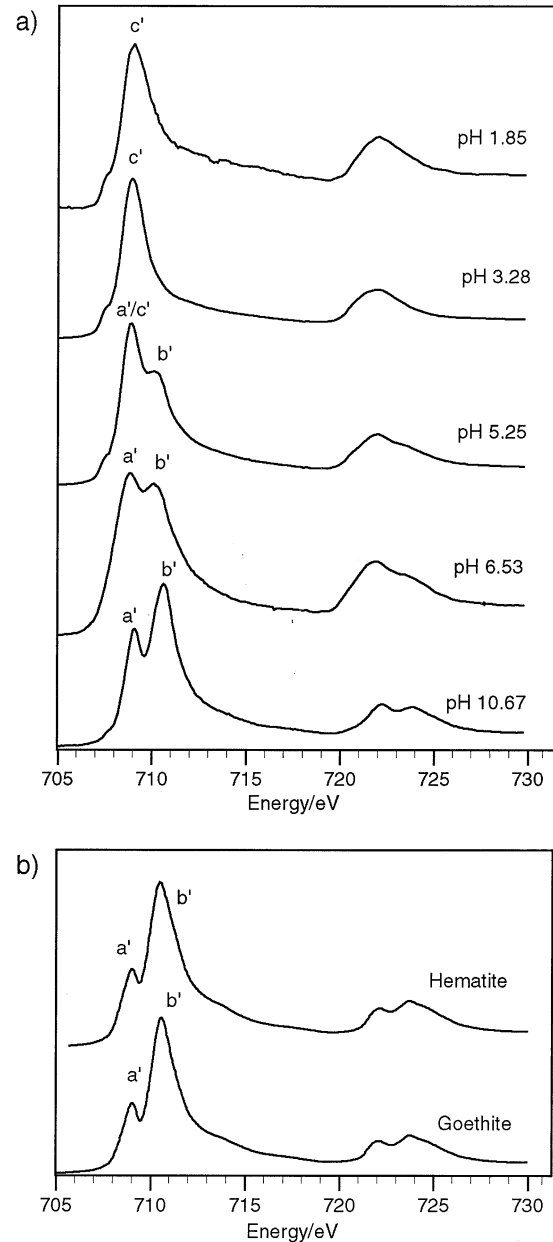 a)
c'
pH 1.85
c'
pH 3.28
a'/c'
b'
pH 5.25
a'
b'
pH 6.53
b'
a'
pH 10.67
705 710 715 720 725 730
Energy/eV
b)
b'
a'
Hematite
b'
a'
Goethite
705 710 715 720 725 730
Energy/eV